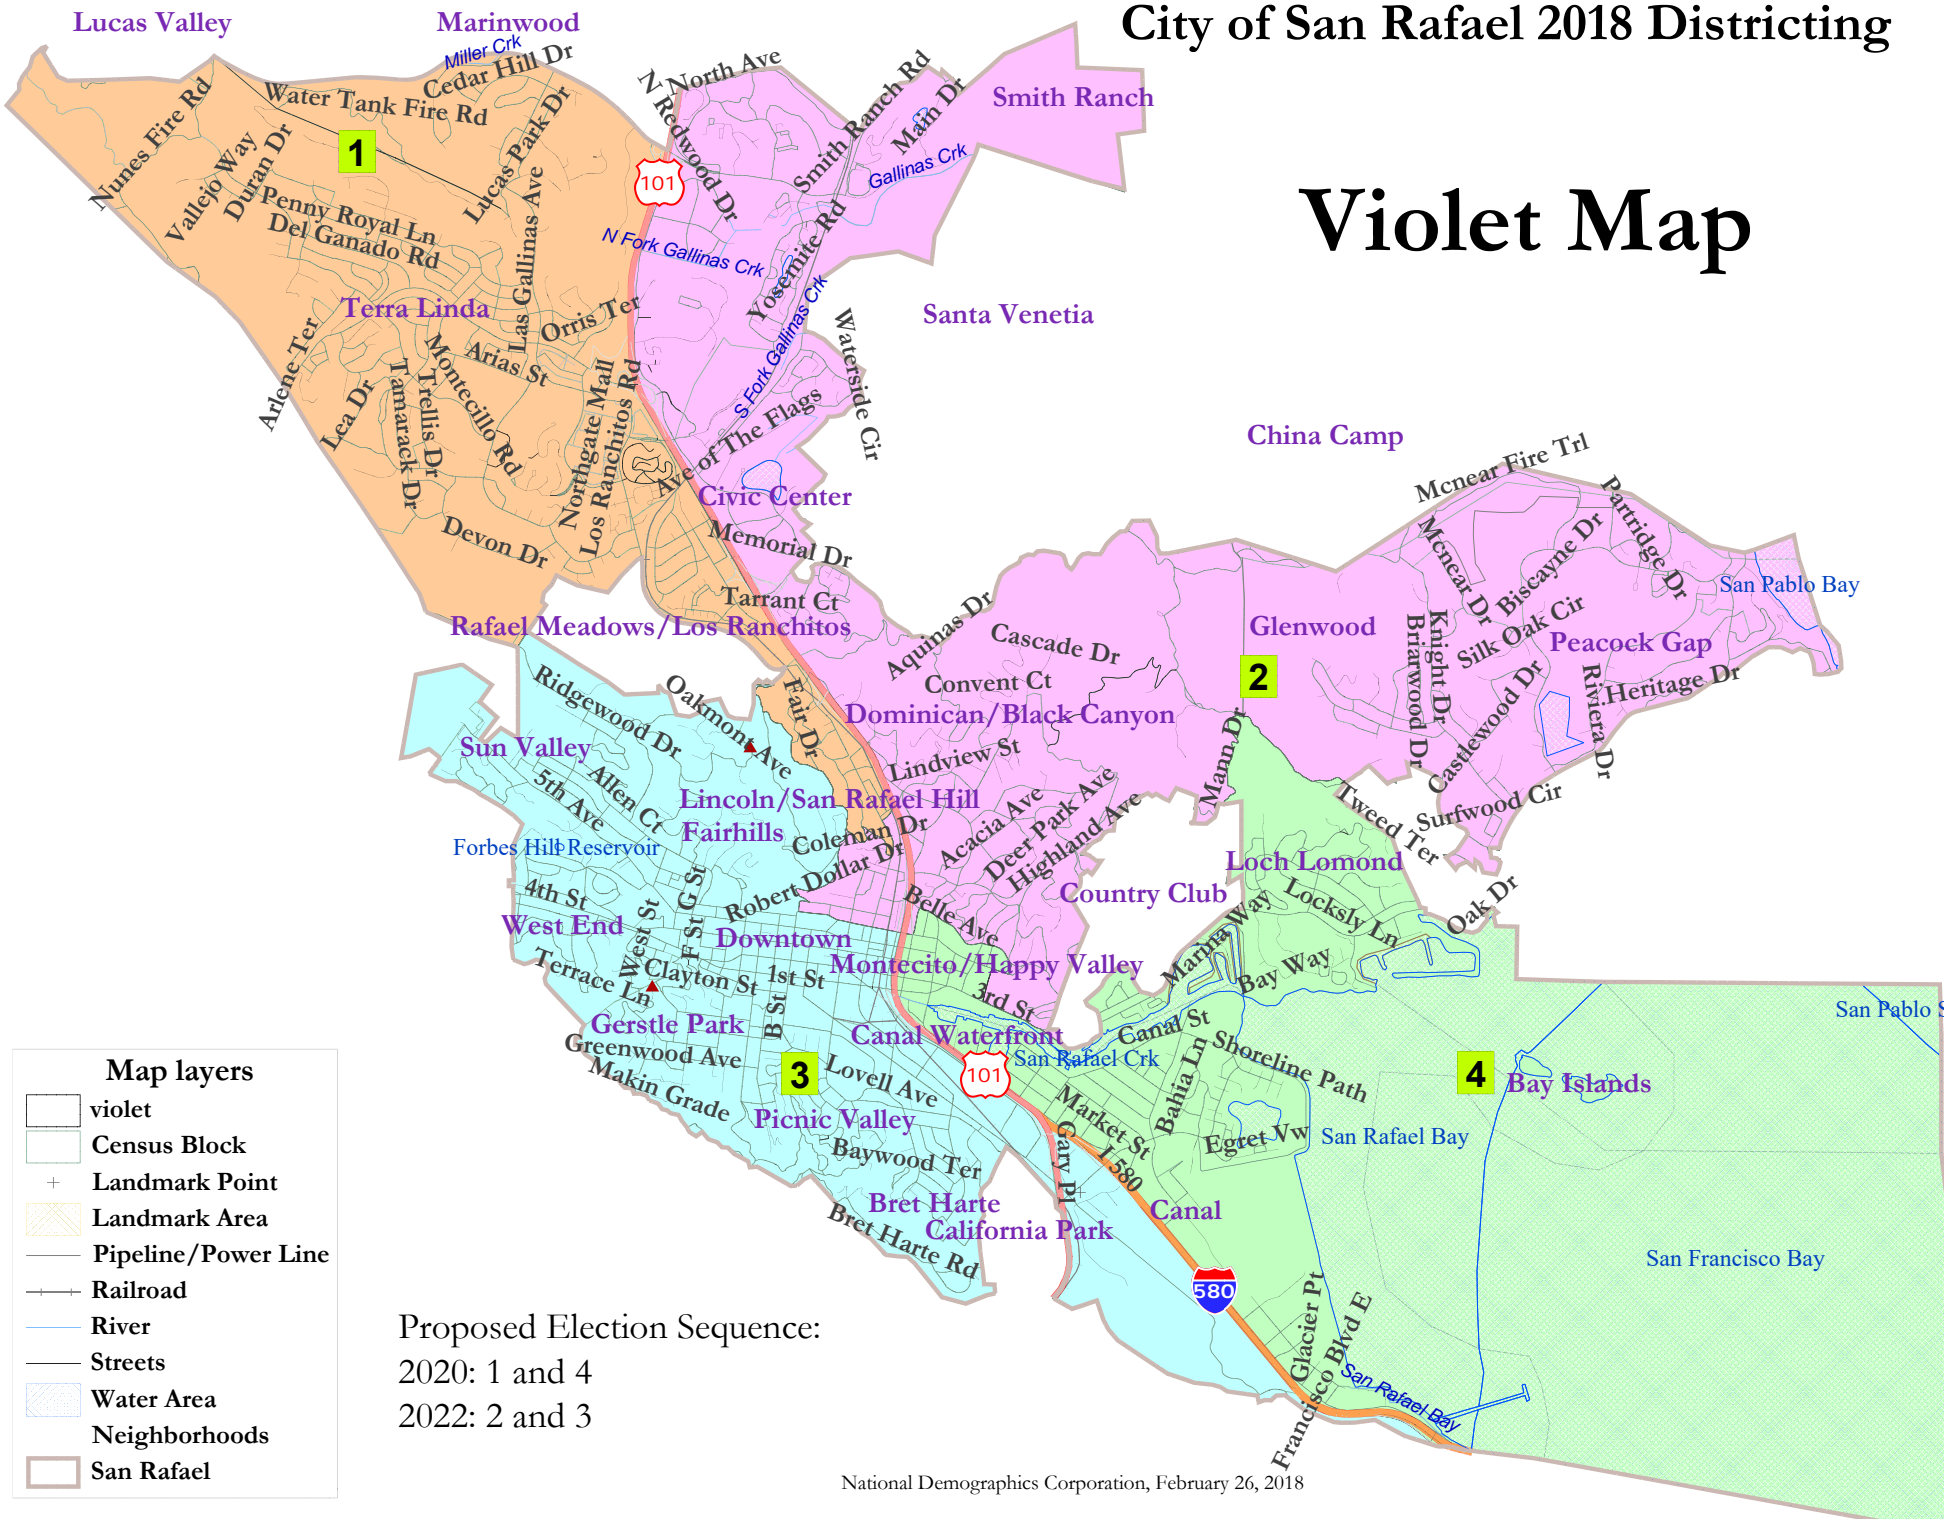 City of San Rafael 2018 Districting
Violet Map
Lucas Valley
Marinwood
Miller Crk
Cedar Hill Dr
Water Tank Fire Rd
Nunes Fire Rd
1
Vallejo Way
Duran Dr
Lucas Park Dr
Las Gallinas Ave
Penny Royal Ln
Del Ganado Rd
Terra Linda
Orris Ter
Arias St
Arlene Ter
Lea Dr
Tamarack Dr
Trellis Dr
Montecillo Rd
Northgate Mall
Los Ranchitos Rd
Devon Dr
101
North Ave
N Redwood Dr
Smith Ranch Rd
Main Dr
Smith Ranch
Gallinas Crk
N Fork Gallinas Crk
Yosemite Rd
S Fork Gallinas Crk
Santa Venetia
Waterside Cir
Ave of The Flags
Civic Center
Memorial Dr
Tarrant Ct
Rafael Meadows/Los Ranchitos
China Camp
Mcnear Fire Trl
Partridge Dr
Mcnear Dr
Biscayne Dr
San Pablo Bay
Silk Oak Cir
Knight Dr
Briarwood Dr
Peacock Gap
Glenwood
2
Riviera Dr
Heritage Dr
Castlewood Dr
Surfwood Cir
Aquinas Dr
Cascade Dr
Convent Ct
Dominican/Black Canyon
Lindview St
Mann Dr
Tweed Ter
Fair Dr
Oakmont Ave
Ridgewood Dr
Sun Valley
Allen Ct
5th Ave
Lincoln/San Rafael Hill
Fairhills
Coleman Dr
Robert Dollar Dr
Forbes Hill Reservoir
Acacia Ave
Deer Park Ave
Highland Ave
Loch Lomond
Country Club
Locksly Ln
Oak Dr
Marina Way
Bay Way
4th St
West End
West St
F St
G St
Downtown
Belle Ave
Montecito/Happy Valley
Terrace Ln
Clayton St
1st St
3rd St
B St
Gerstle Park
Canal Waterfront
Canal St
San Rafael Crk
Shoreline Path
Greenwood Ave
Makin Grade
3
Lovell Ave
101
Picnic Valley
Market St
Bahia Ln
Egret Vw
4
Bay Islands
San Rafael Bay
Baywood Ter
Gary Pl
I 580
Bret Harte
California Park
Canal
Bret Harte Rd
580
San Francisco Bay
Glacier Pt
Francisco Blvd E
San Rafael Bay
San Pablo S
Map layers
violet
Census Block
Landmark Point
Landmark Area
Pipeline/Power Line
Railroad
River
Streets
Water Area
Neighborhoods
San Rafael
Proposed Election Sequence:
2020: 1 and 4
2022: 2 and 3
National Demographics Corporation, February 26, 2018